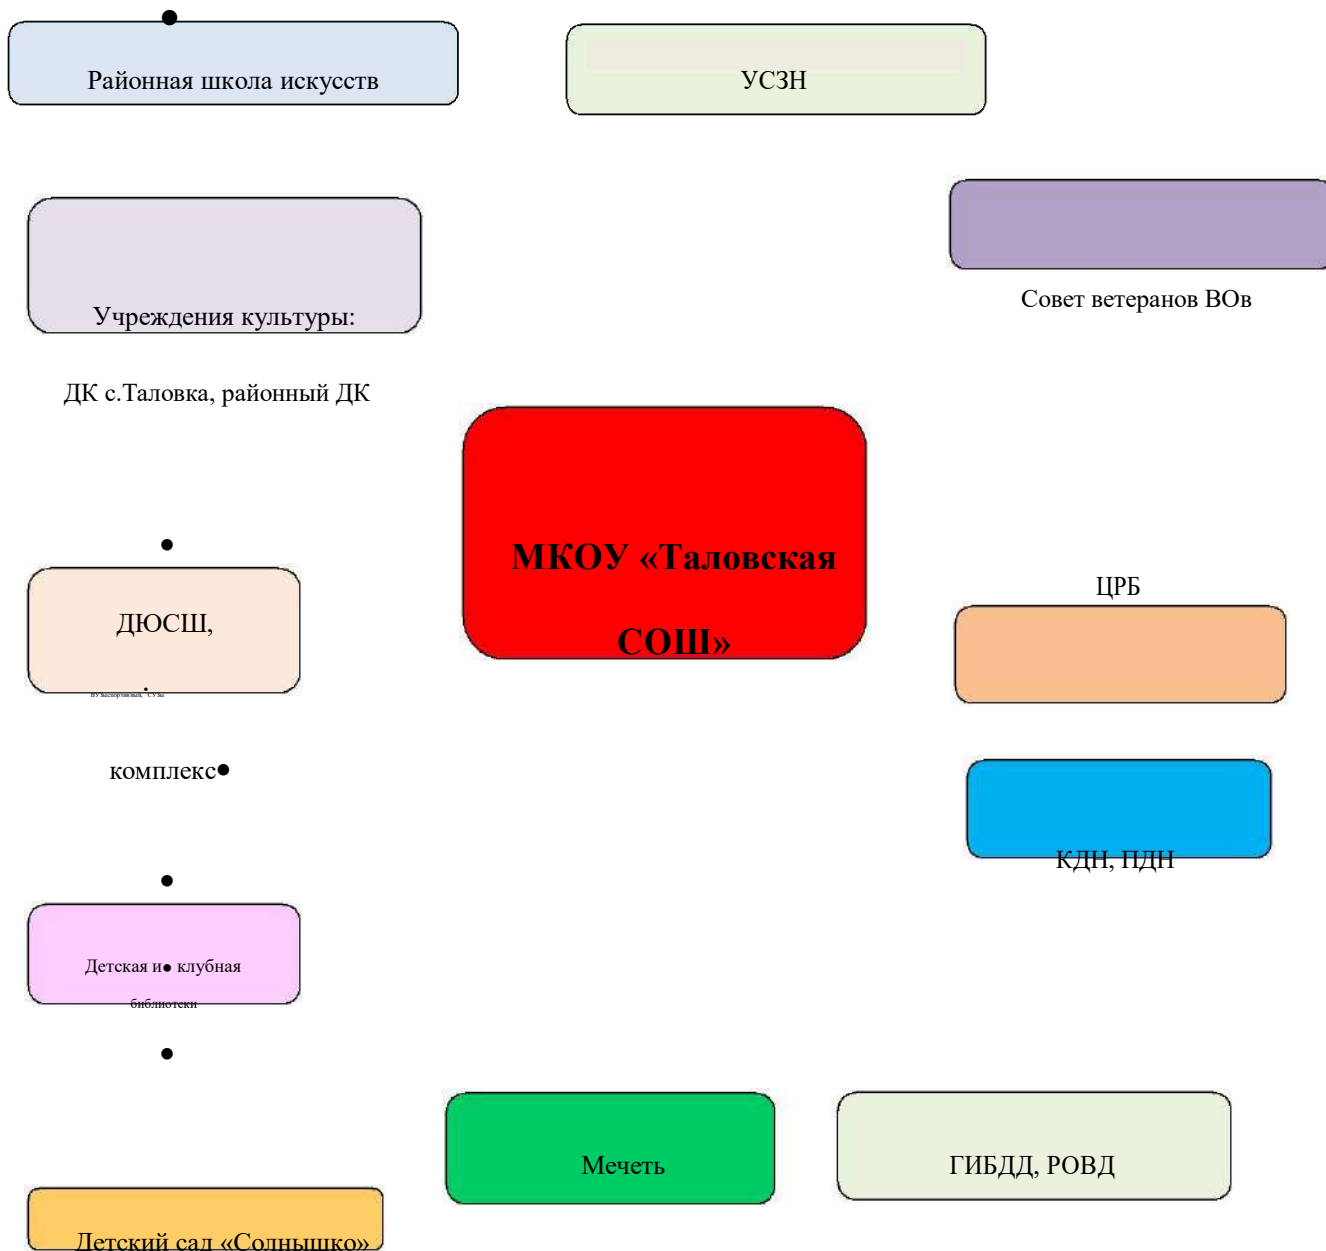 Районная школа искусств
УСЗН
Учреждения культуры:
Совет ветеранов ВОв
ДК с.Таловка, районный ДК
МКОУ «Таловская
СОШ»
ЦРБ
ДЮСШ,
комплекс
КДН, ПДН
Детская и клубная
библиотеки
Мечеть
ГИБДД, РОВД
Детский сад «Солнышко»